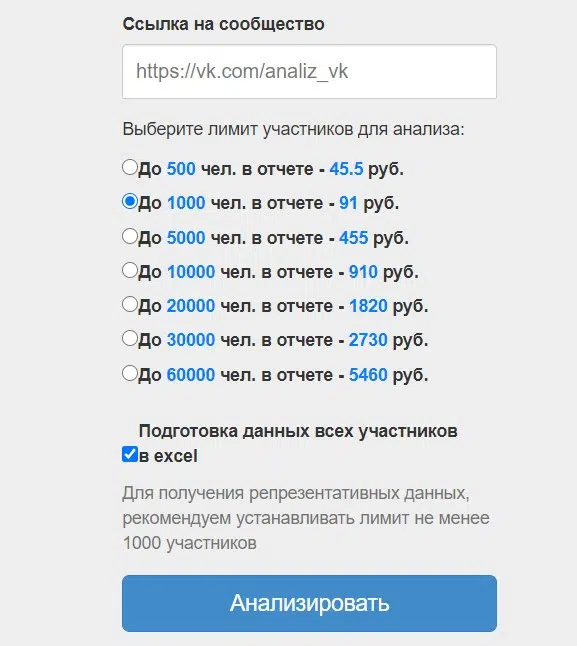 Ссылка на сообщество
https://vk.com/analiz_vk
Выберите лимит участников для анализа:
До 500 чел. в отчете - 45.5 руб.
До 1000 чел. в отчете - 91 руб.
До 5000 чел. в отчете - 455 руб.
До 10000 чел. в отчете - 910 руб.
До 20000 чел. в отчете - 1820 руб.
До 30000 чел. в отчете - 2730 руб.
До 60000 чел. в отчете - 5460 руб.
Подготовка данных всех участников
в excel
Для получения репрезентативных данных,
рекомендуем устанавливать лимит не менее
1000 участников
Анализировать